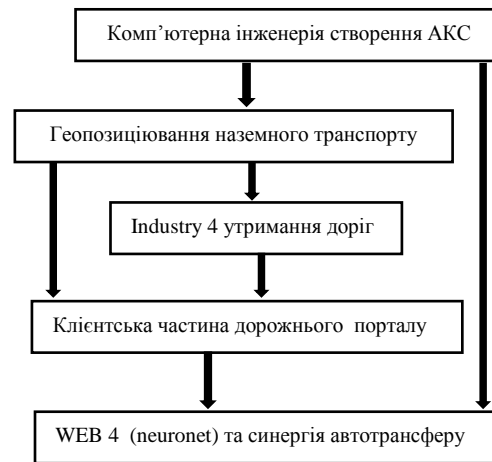 Комп’ютерна інженерія створення АКС
Геопозиціювання наземного транспорту
Industry 4 утримання доріг
Клієнтська частина дорожнього порталу
WEB 4 (neuronet) та синергія автотрансферу